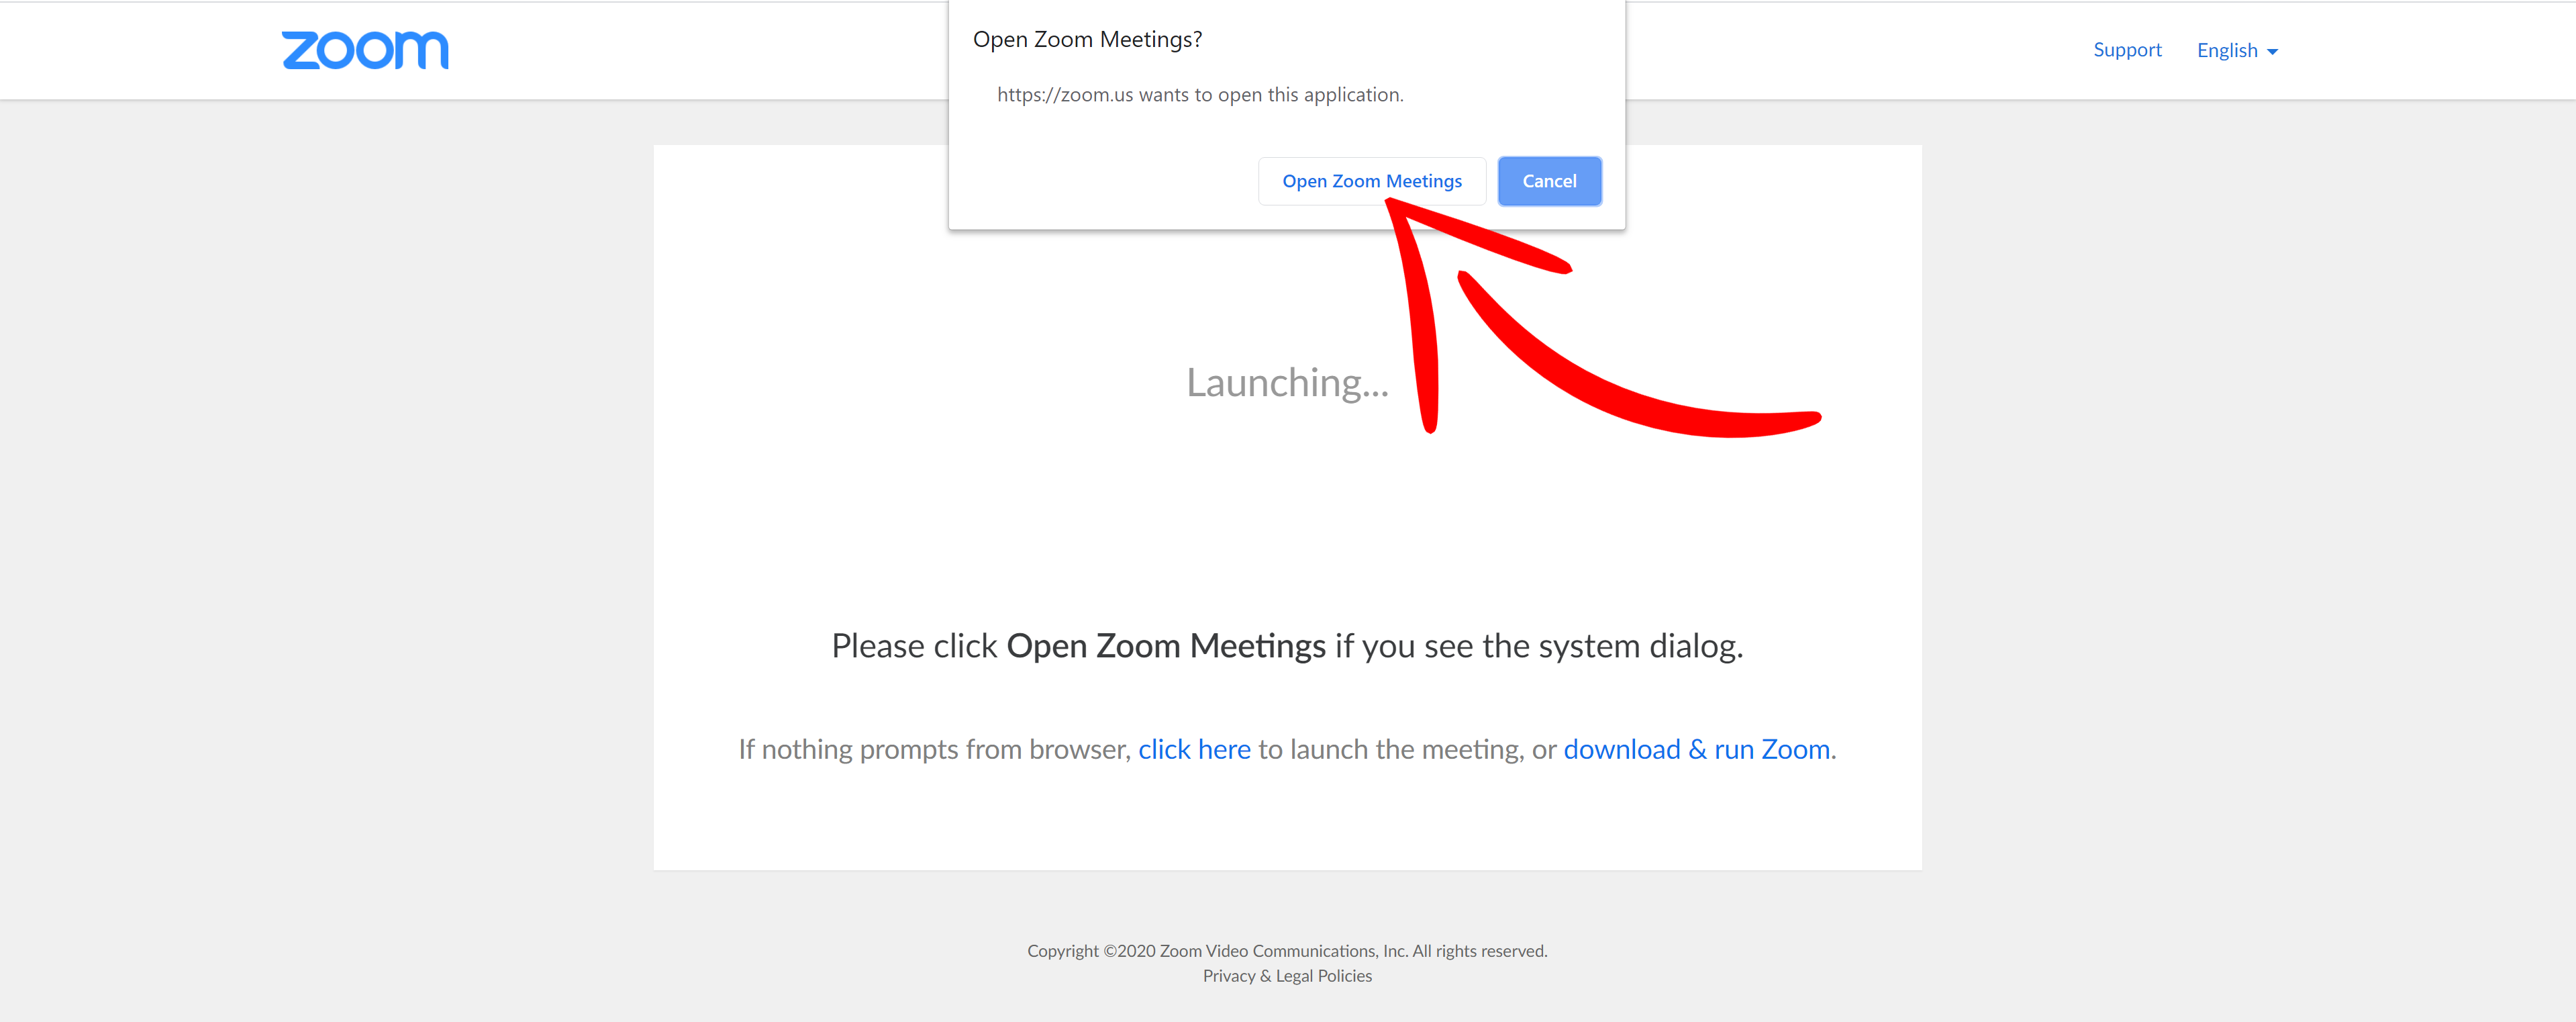 zoom
Support
English
Open Zoom Meetings?
https://zoom.us wants to open this application.
Open Zoom Meetings
Cancel
Launching...
Please click Open Zoom Meetings if you see the system dialog.
If nothing prompts from browser, click here to launch the meeting, or download & run Zoom.
Copyright ©2020 Zoom Video Communications, Inc. All rights reserved.
Privacy & Legal Policies